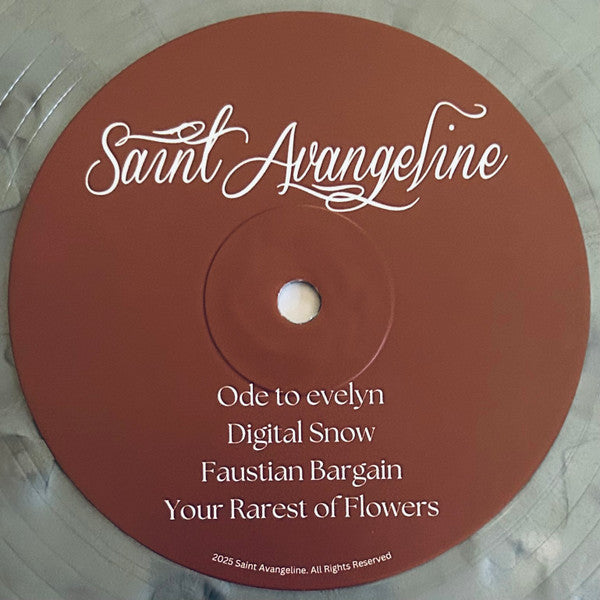 Saint Avangeline
Ode to evelyn
Digital Snow
Faustian Bargain
Your Rarest of Flowers
2025 Saint Avangeline. All Rights Reserved